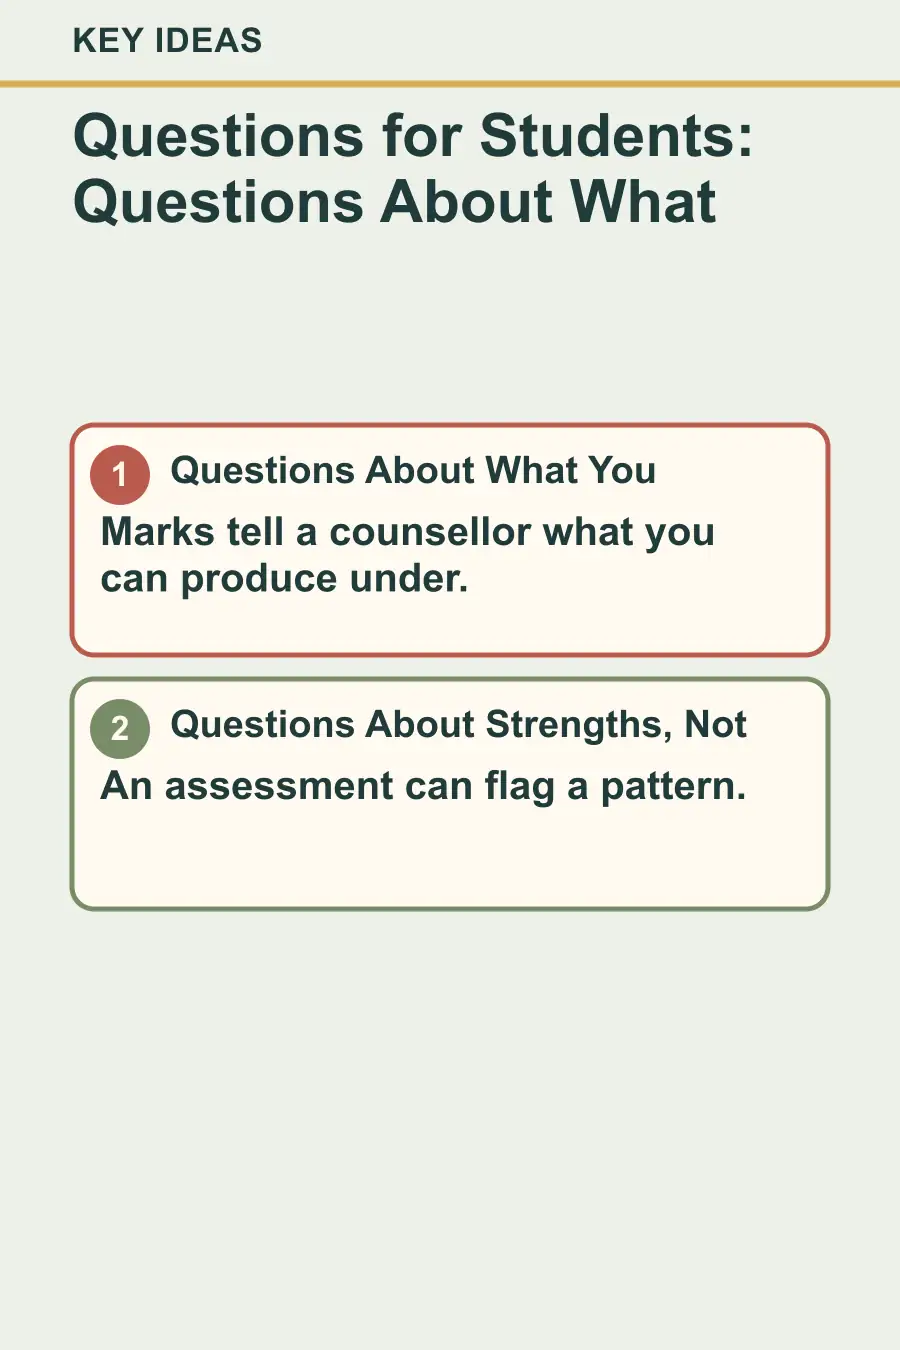 KEY IDEAS
Questions for Students:
Questions About What
1 Questions About What You
Marks tell a counsellor what you
can produce under.
2 Questions About Strengths, Not
An assessment can flag a pattern.